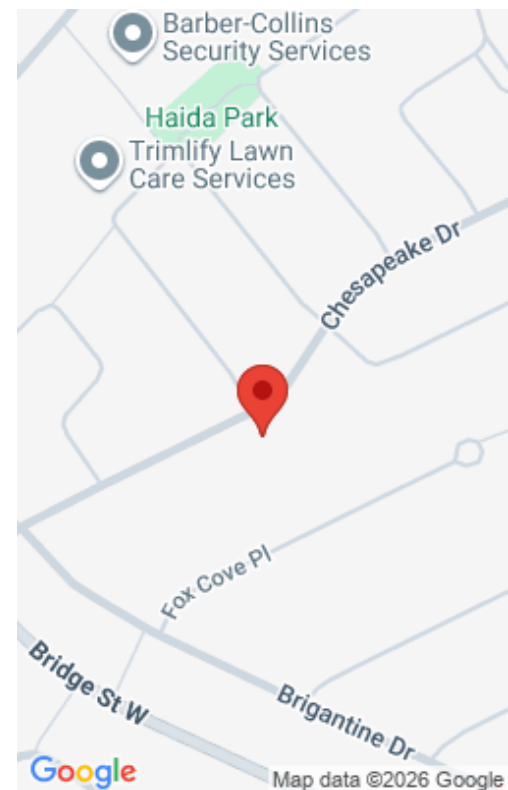 Barber-Collins
Security Services
Haida Park
Trimlify Lawn
Care Services
Chesapeake Dr
Fox Cove Pl
Bridge St W
Brigantine Dr
Google
Map data ©2026 Google